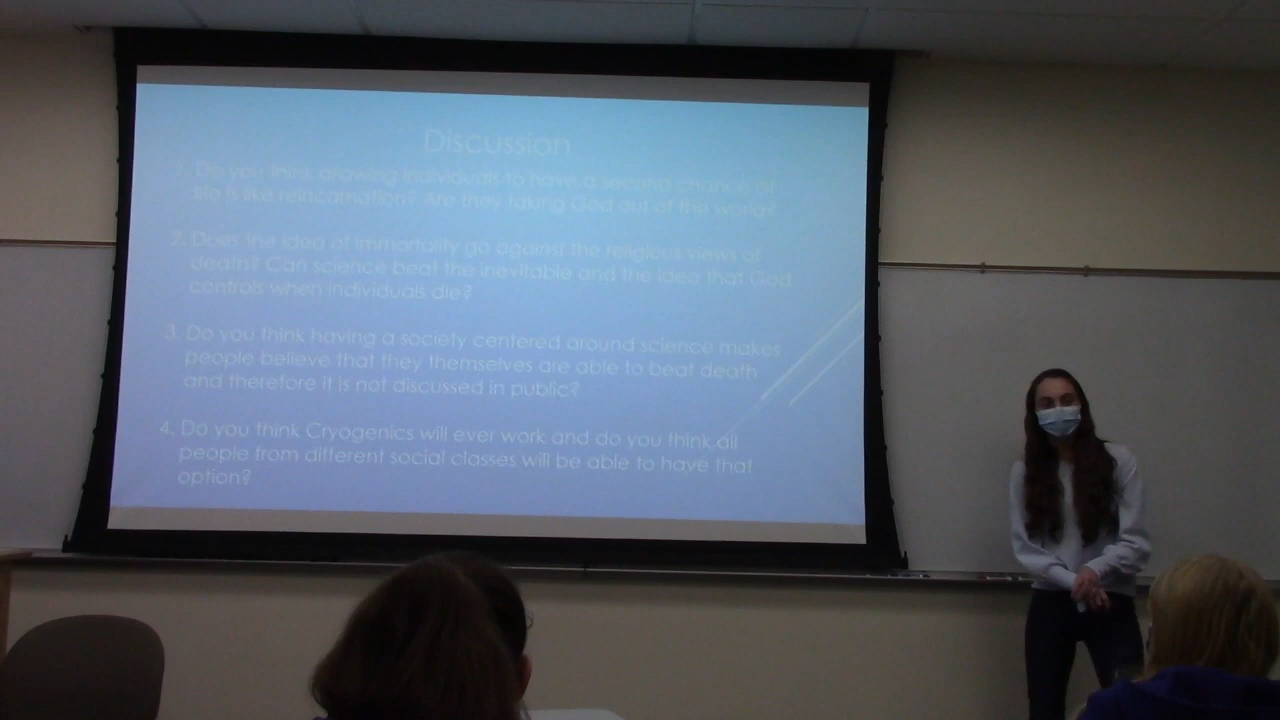 Discussion
1. Do you think allowing individuals to have a second chance at
life is like reincarnation? Are they taking God out of the world?
2. Does the idea of immortality go against the religious views of
death? Can science beat the inevitable and the idea that God
controls when individuals die?
3. Do you think having a society centered around science makes
people believe that they themselves are able to beat death
and therefore it is not discussed in public?
4. Do you think Cryogenics will ever work and do you think all
people from different social classes will be able to have that
option?